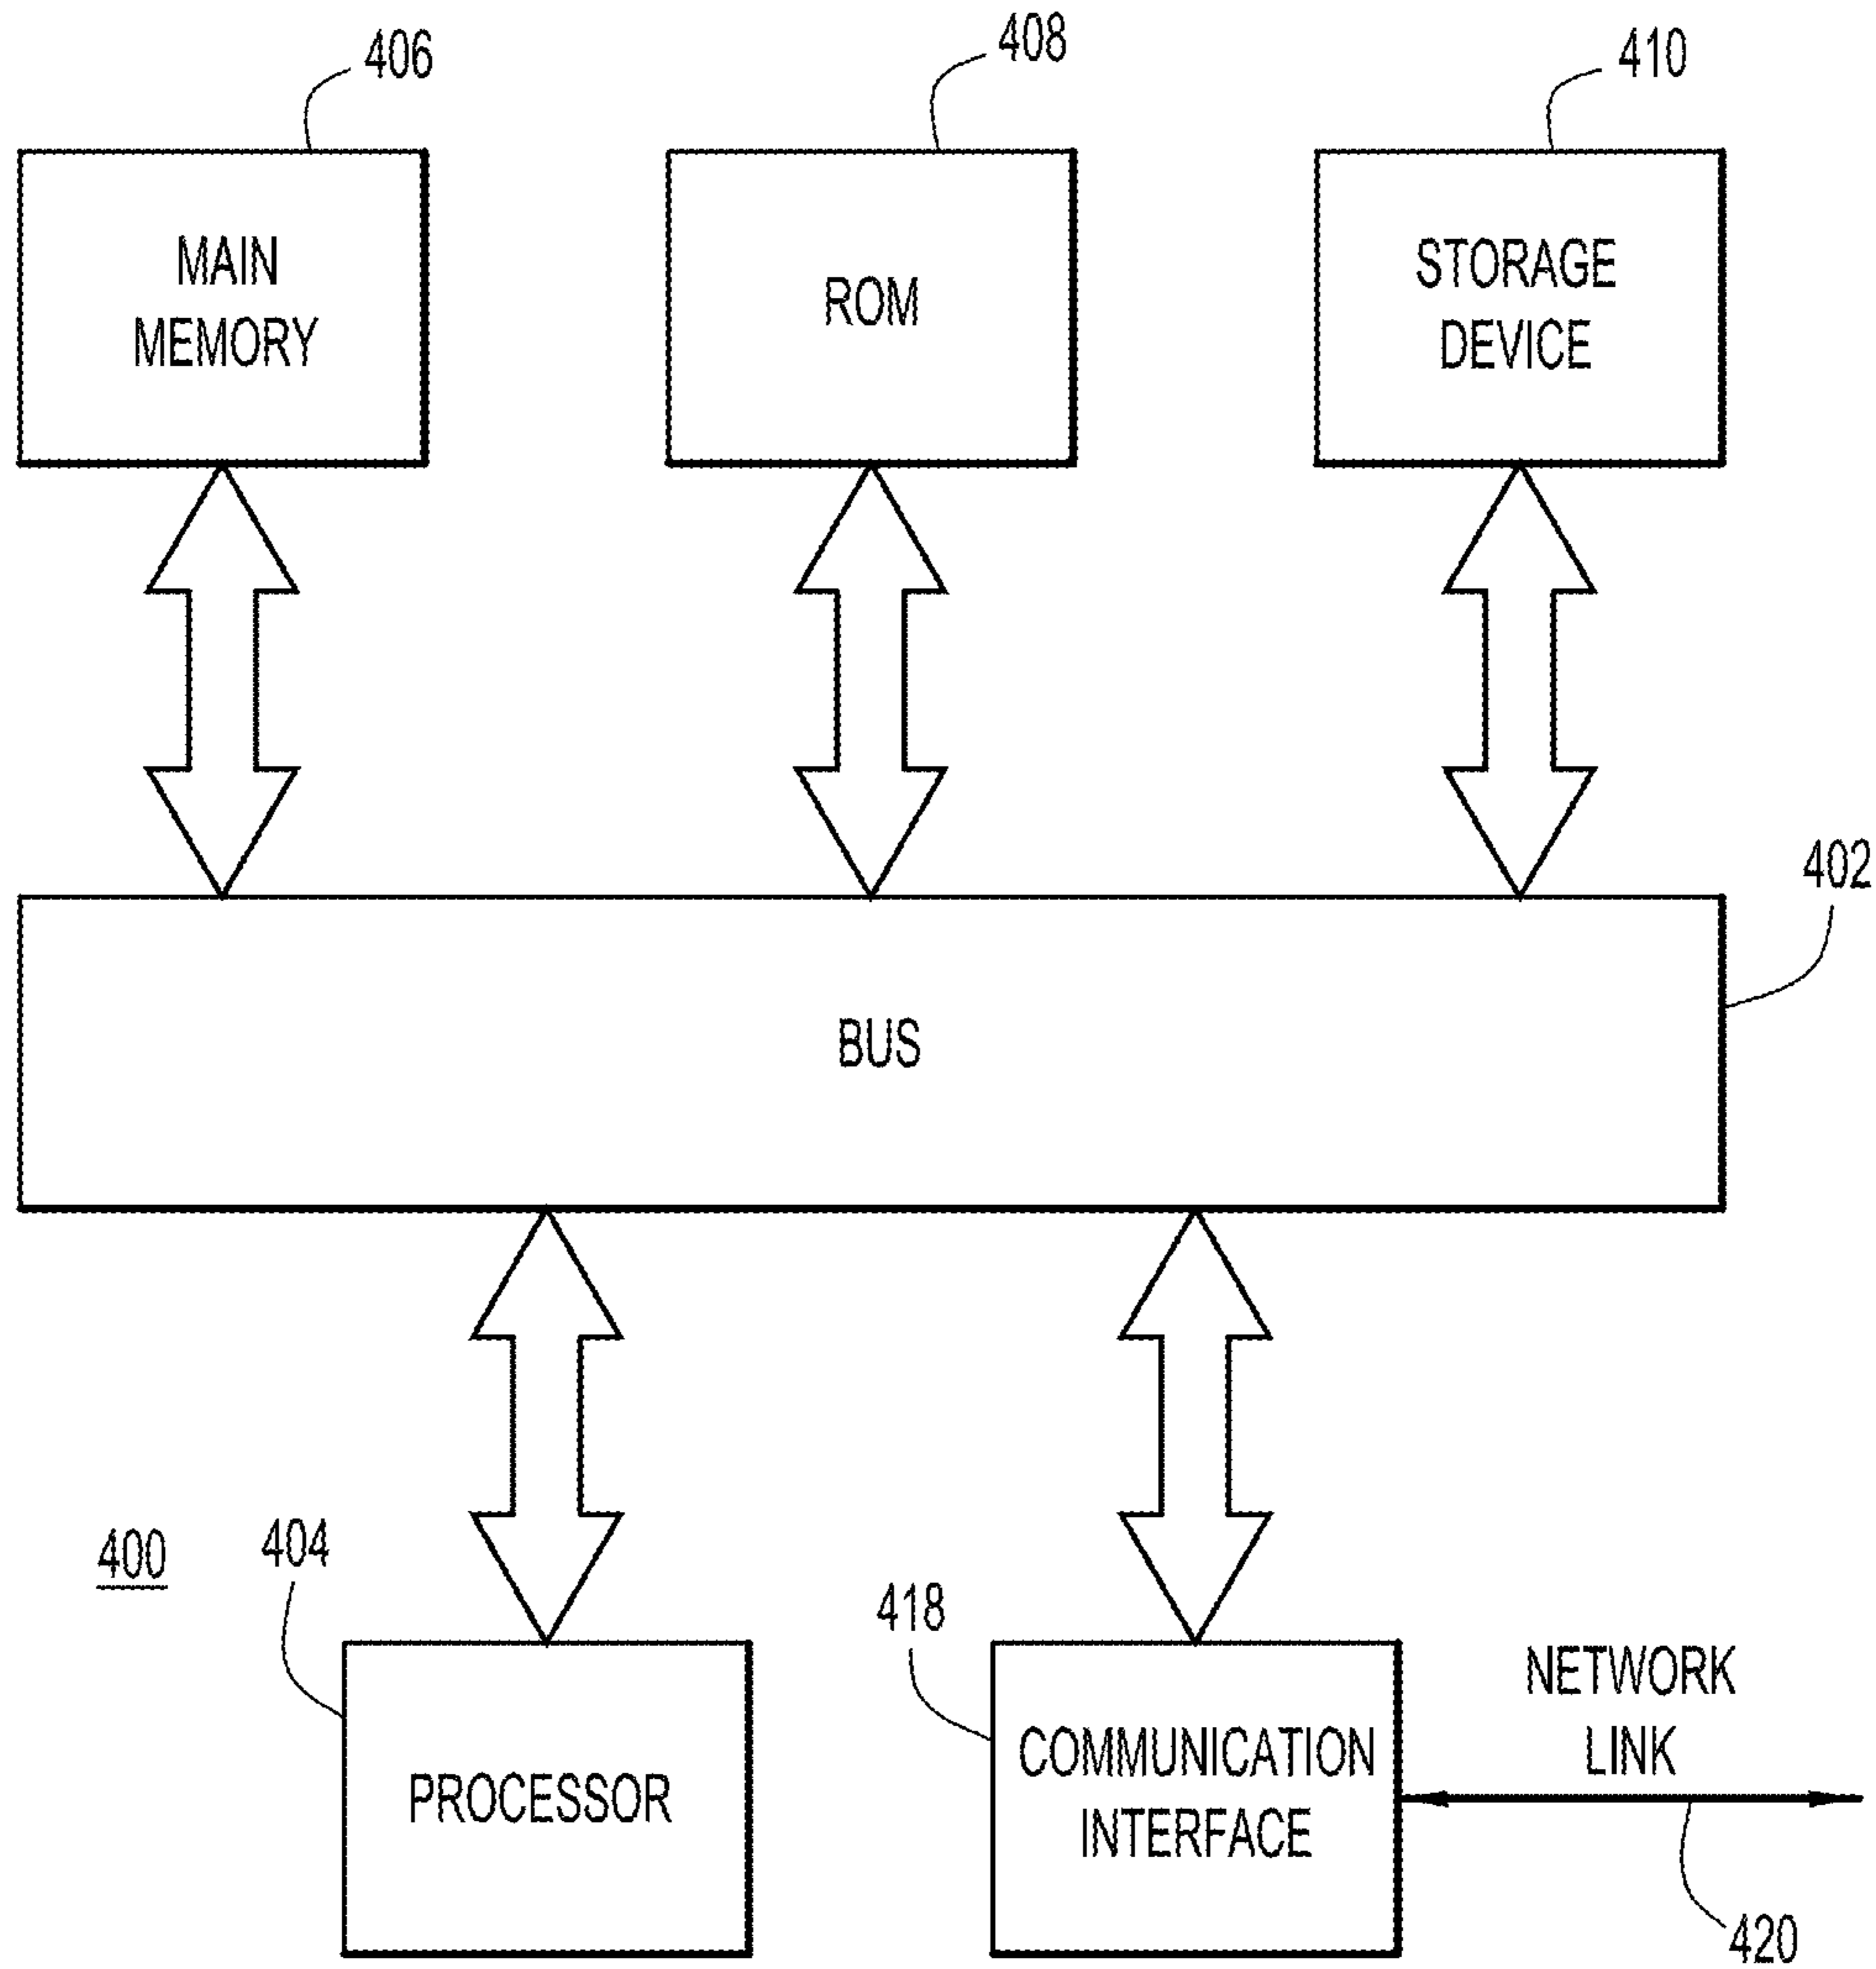 406
408
410
MAIN
MEMORY
ROM
STORAGE
DEVICE
402
BUS
400
404
418
PROCESSOR
COMMUNICATION
INTERFACE
NETWORK
LINK
420